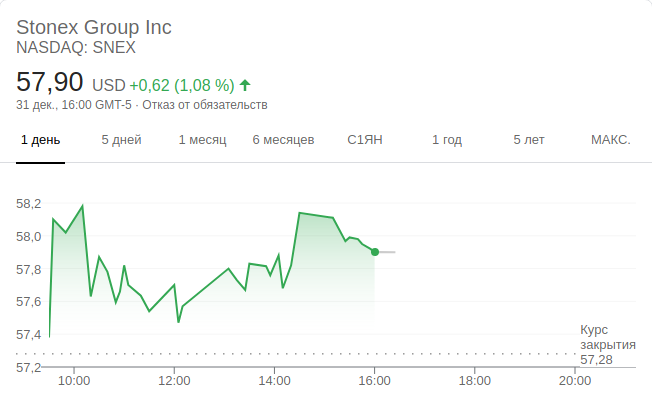 Stonex Group Inc
NASDAQ: SNEX
57,90 USD +0,62 (1,08 %)
31 дек., 16:00 GMT-5 · Отказ от обязательств
1 день 5 дней 1 месяц 6 месяцев С1ЯН 1 год 5 лет МАКС.
58,2
58,0
57,8
57,6
57,4
57,2
Курс
закрытия
57,28
10:00 12:00 14:00 16:00 18:00 20:00